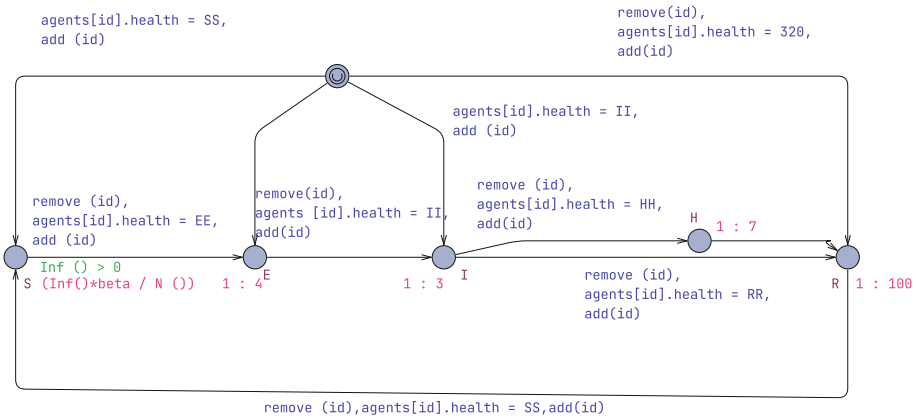 agents[id].health = SS,
add (id)
remove(id),
agents[id].health = 320,
add(id)
agents[id].health = II,
add (id)
remove (id),
agents[id].health = EE,
add (id)
remove(id),
agents [id].health = II,
add(id)
remove (id),
agents[id].health = HH,
add(id)
H
1 : 7
Inf () > 0
S
(Inf()*beta / N ())
1 : 4
E
1 : 3
I
remove (id),
agents[id].health = RR,
add(id)
R
1 : 100
remove (id),agents[id].health = SS,add(id)